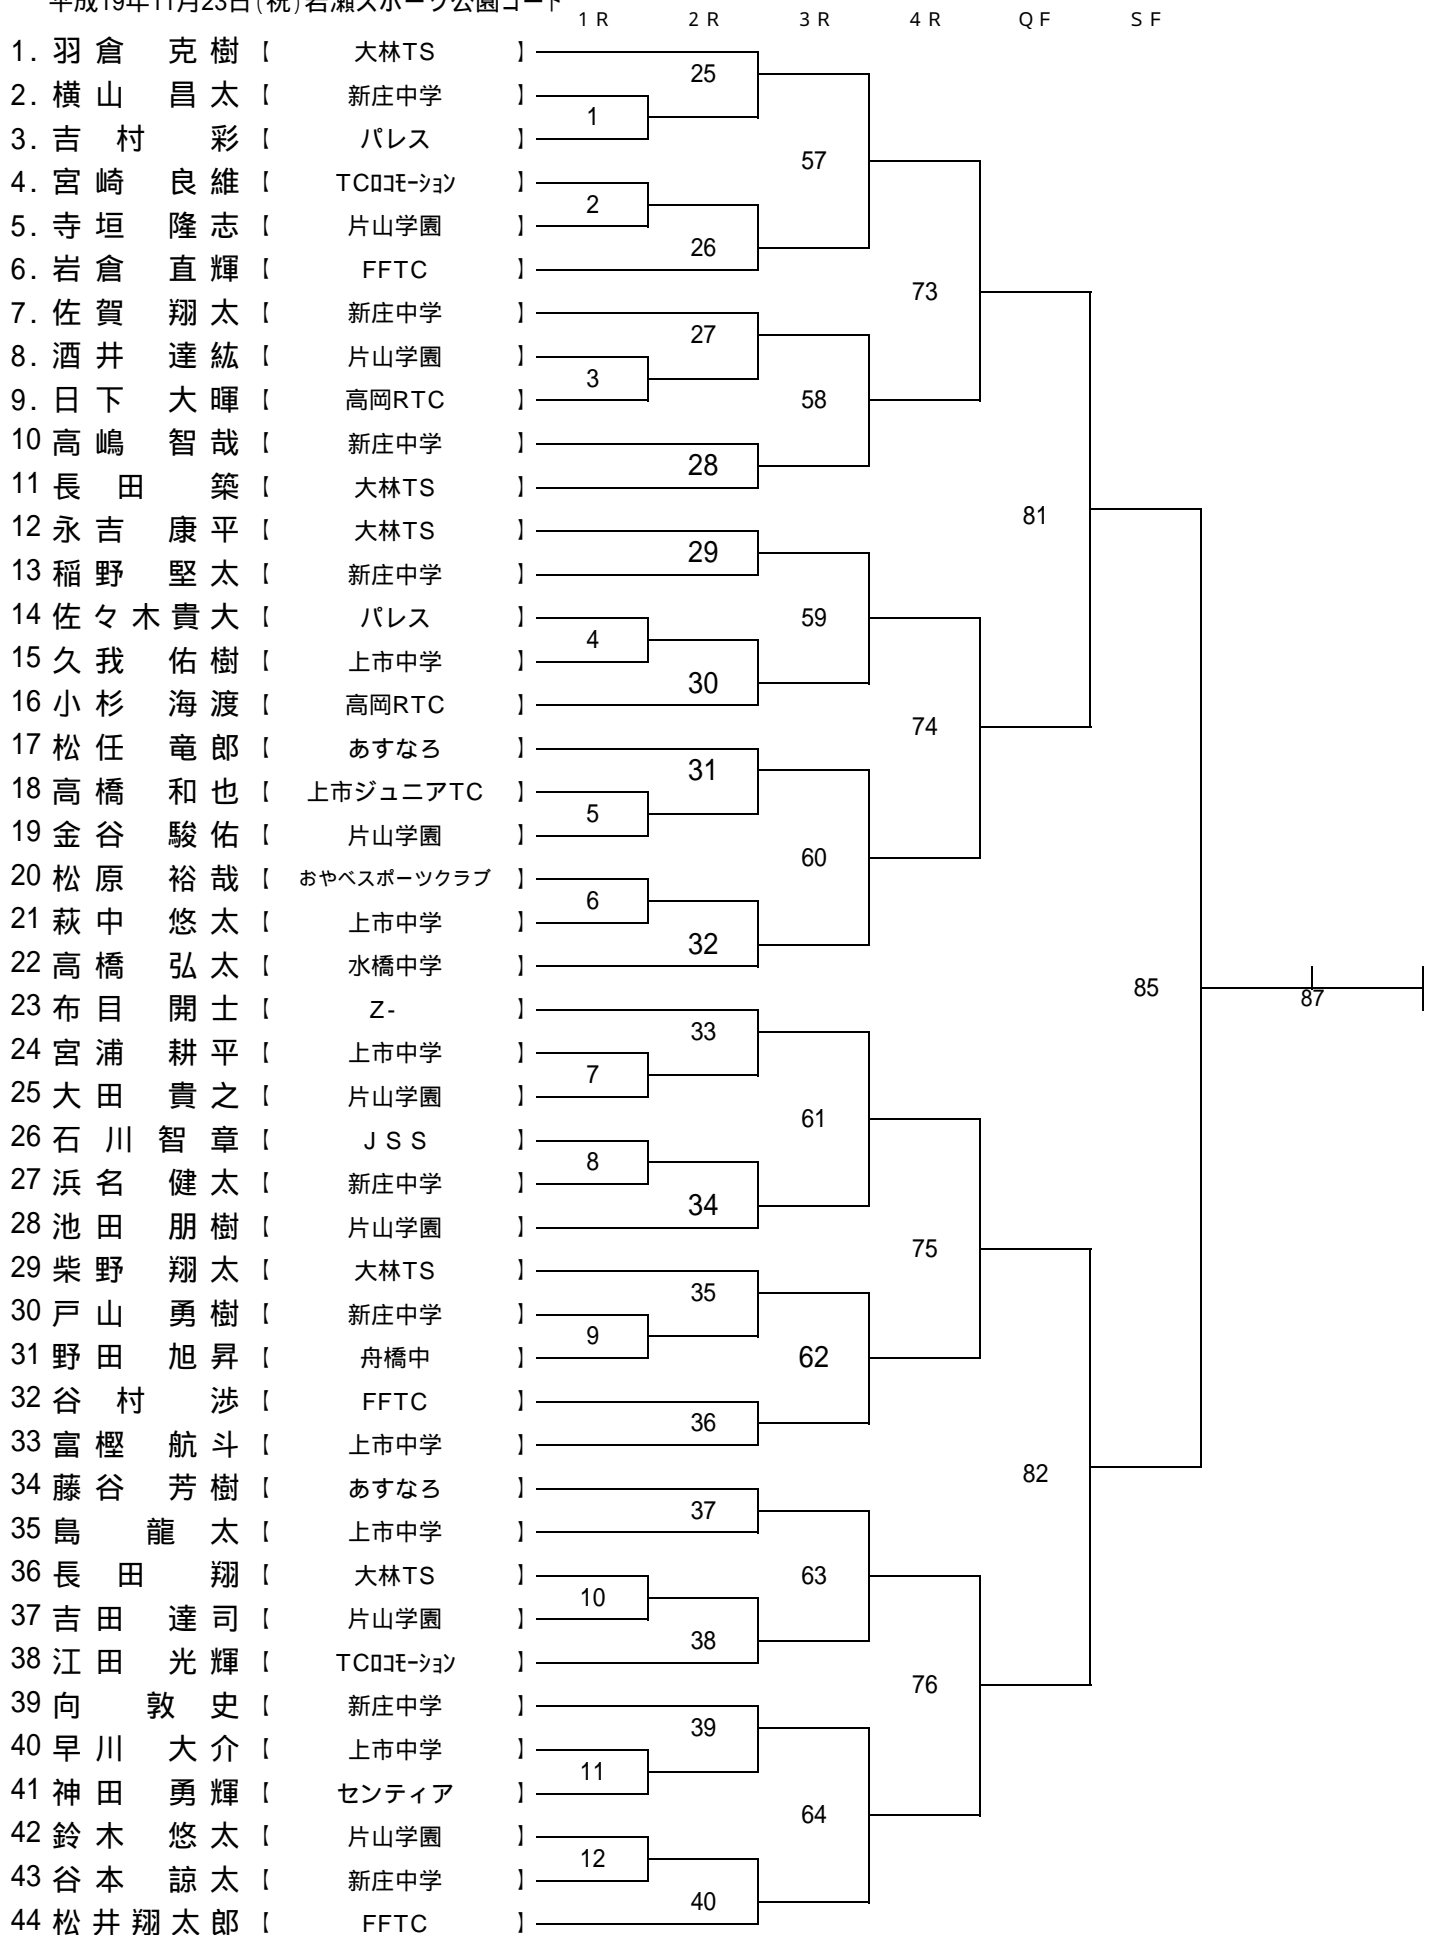 平成19年11月23日(祝)岩瀬スポーツ公園コート
1R 2R 3R 4R QF SF
1. 羽倉 克樹 【 大林TS 】
25
2. 横山 昌太 【 新庄中学 】
1
3. 吉村 彩 【 パレス 】
57
4. 宮崎 良維 【 TCﾛｺﾓｰｼｮﾝ 】
2
5. 寺垣 隆志 【 片山学園 】
26
6. 岩倉 直輝 【 FFTC 】
73
7. 佐賀 翔太 【 新庄中学 】
27
8. 酒井 達紘 【 片山学園 】
3
9. 日下 大暉 【 高岡RTC 】
58
10 高嶋 智哉 【 新庄中学 】
28
11 長田 築 【 大林TS 】
81
12 永吉 康平 【 大林TS 】
29
13 稲野 堅太 【 新庄中学 】
14 佐々木貴大 【 パレス 】
59
4
15 久我 佑樹 【 上市中学 】
30
16 小杉 海渡 【 高岡RTC 】
74
17 松任 竜郎 【 あすなろ 】
31
18 高橋 和也 【 上市ジュニアTC 】
5
19 金谷 駿佑 【 片山学園 】
60
20 松原 裕哉 【 おやべスポーツクラブ 】
6
21 萩中 悠太 【 上市中学 】
32
22 高橋 弘太 【 水橋中学 】
85
87
23 布目 開士 【 Z- 】
33
24 宮浦 耕平 【 上市中学 】
7
25 大田 貴之 【 片山学園 】
61
26 石川智章 【 JSS 】
8
27 浜名 健太 【 新庄中学 】
34
28 池田 朋樹 【 片山学園 】
75
29 柴野 翔太 【 大林TS 】
35
30 戸山 勇樹 【 新庄中学 】
9
31 野田 旭昇 【 舟橋中 】
62
32 谷村 渉 【 FFTC 】
36
33 富樫 航斗 【 上市中学 】
82
34 藤谷 芳樹 【 あすなろ 】
37
35 島 龍太 【 上市中学 】
36 長田 翔 【 大林TS 】
63
10
37 吉田 達司 【 片山学園 】
38
38 江田 光輝 【 TCﾛｺﾓｰｼｮﾝ 】
76
39 向 敦史 【 新庄中学 】
39
40 早川 大介 【 上市中学 】
11
41 神田 勇輝 【 センティア 】
64
42 鈴木 悠太 【 片山学園 】
12
43 谷本 諒太 【 新庄中学 】
40
44 松井翔太郎 【 FFTC 】